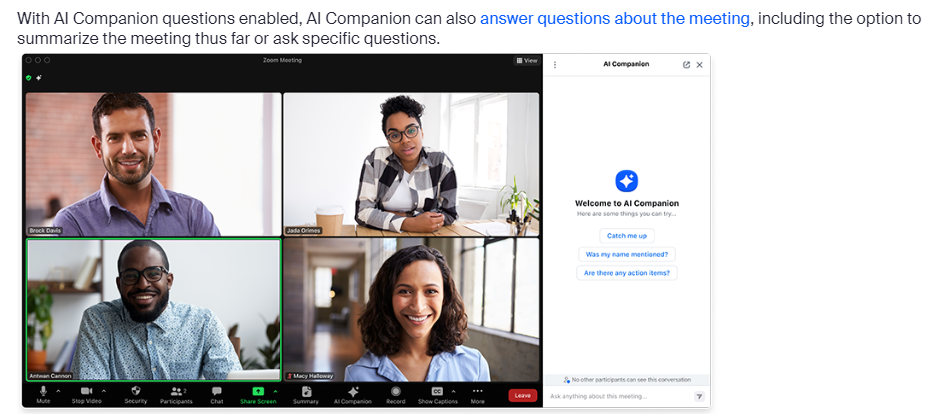 With AI Companion questions enabled, AI Companion can also answer questions about the meeting, including the option to
summarize the meeting thus far or ask specific questions.
Zoom Meeting
View
AI Companion
Brock Davis
Jada Grimes
Welcome to AI Companion
Here are some things you can try...
Catch me up
Was my name mentioned?
Are there any action items?
Antwan Cannon
Macy Halloway
No other participants can see this conversation
Ask anything about this meeting...
Mute
Stop Video
Security
2
Participants
Chat
Share Screen
Summary
AI Companion
Record
CC
Show Captions
More
Leave